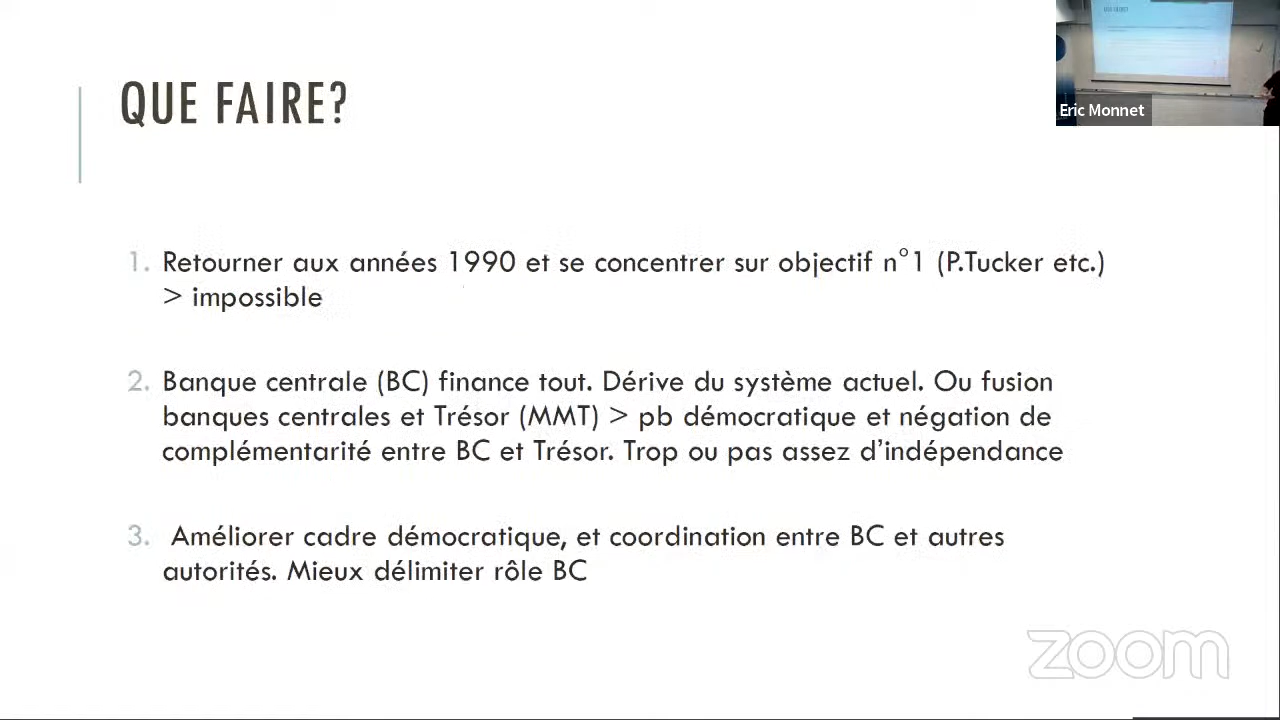 QUE FAIRE?
Eric Monnet
1. Retourner aux années 1990 et se concentrer sur objectif n°1 (P.Tucker etc.)
> impossible
2. Banque centrale (BC) finance tout. Dérive du système actuel. Ou fusion
banques centrales et Trésor (MMT) > pb démocratique et négation de
complémentarité entre BC et Trésor. Trop ou pas assez d’indépendance
3. Améliorer cadre démocratique, et coordination entre BC et autres
autorités. Mieux délimiter rôle BC
zoom